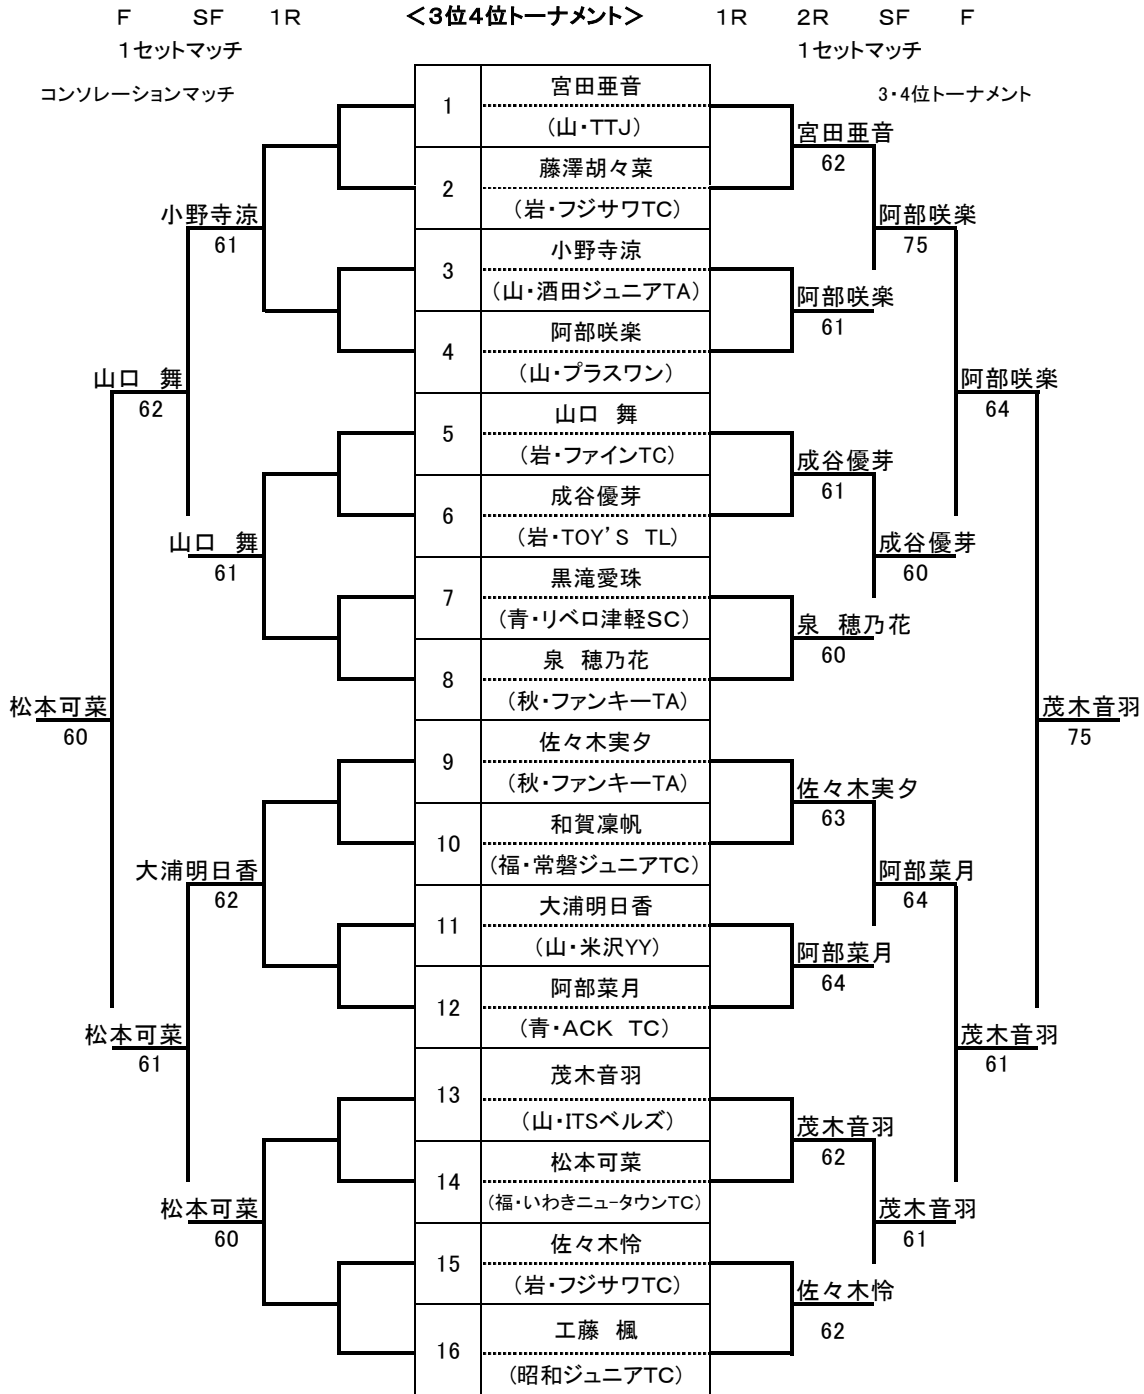 F SF 1R ＜3位4位トーナメント＞ 1R 2R SF F
1セットマッチ 1セットマッチ
コンソレーションマッチ 3・4位トーナメント
1 宮田亜音
(山・TTJ)
宮田亜音
62
2 藤澤胡々菜
(岩・フジサワTC)
小野寺涼
61
阿部咲楽
75
3 小野寺涼
(山・酒田ジュニアTA)
阿部咲楽
61
4 阿部咲楽
(山・プラスワン)
山口 舞
62
阿部咲楽
64
5 山口 舞
(岩・ファインTC)
成谷優芽
61
6 成谷優芽
(岩・TOY'S TL)
山口 舞
61
成谷優芽
60
7 黒滝愛珠
(青・リベロ津軽SC)
泉 穂乃花
60
8 泉 穂乃花
(秋・ファンキーTA)
松本可菜
60
茂木音羽
75
9 佐々木実夕
(秋・ファンキーTA)
佐々木実夕
63
10 和賀凜帆
(福・常磐ジュニアTC)
大浦明日香
62
阿部菜月
64
11 大浦明日香
(山・米沢YY)
阿部菜月
64
12 阿部菜月
(青・ACK TC)
松本可菜
61
茂木音羽
61
13 茂木音羽
(山・ITSベルズ)
茂木音羽
62
14 松本可菜
(福・いわきニュータウンTC)
松本可菜
60
茂木音羽
61
15 佐々木怜
(岩・フジサワTC)
佐々木怜
62
16 工藤 楓
(昭和ジュニアTC)